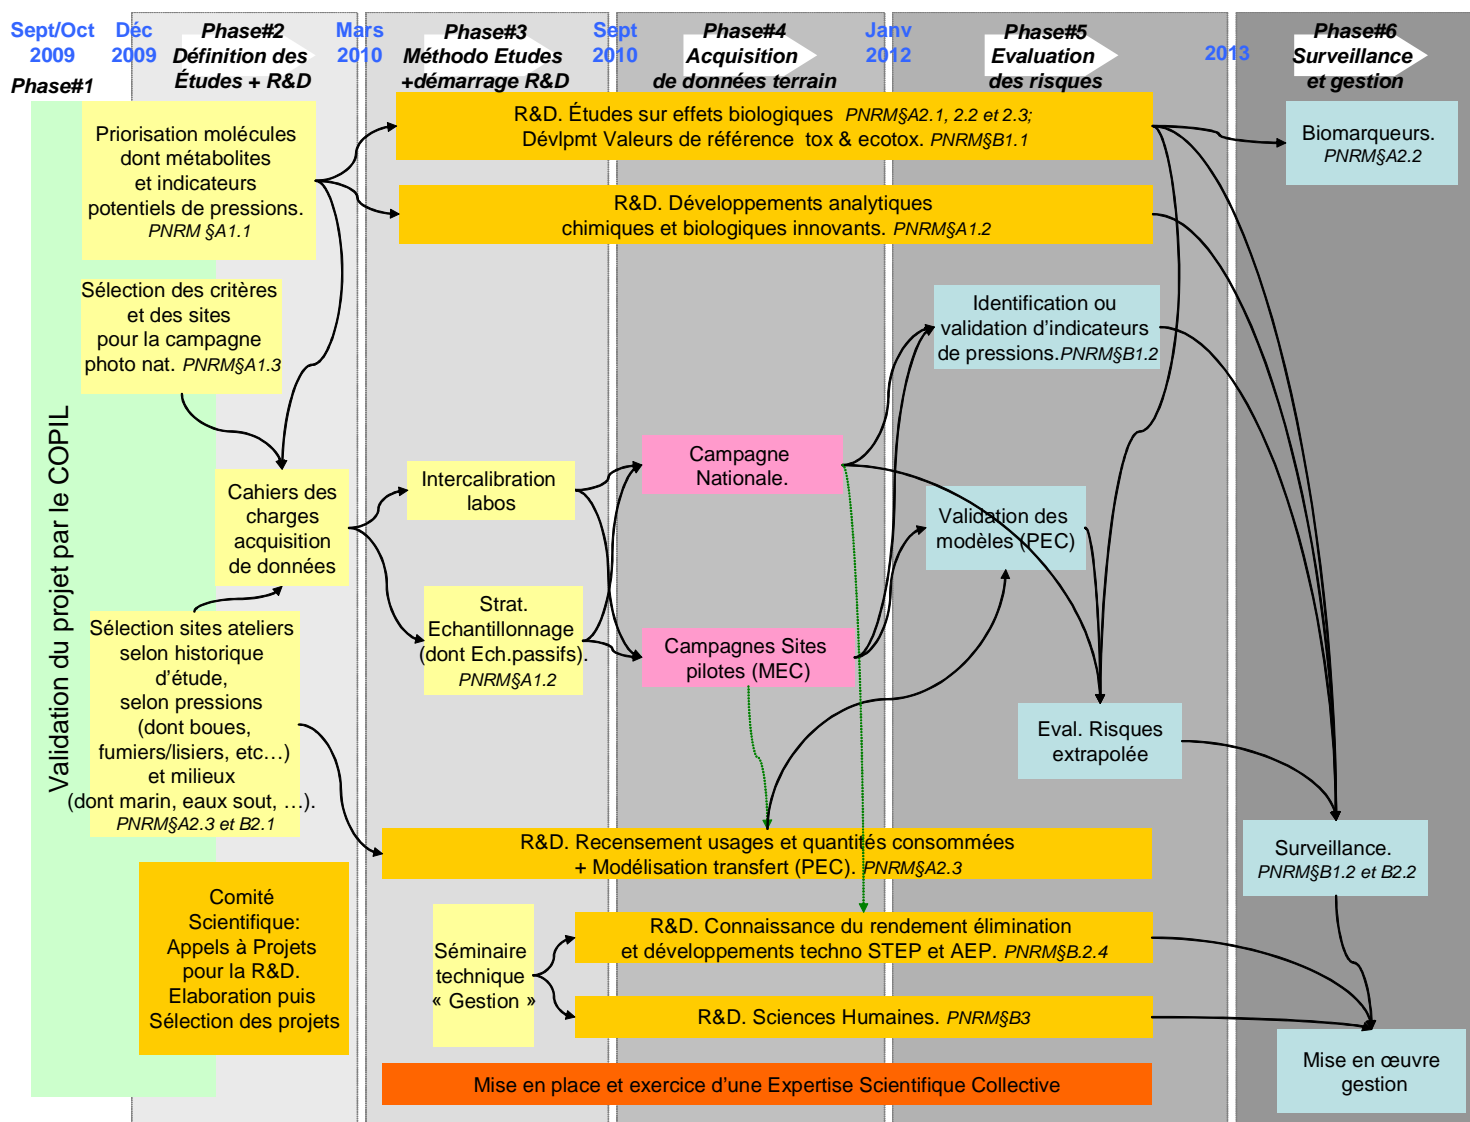 Sept/Oct
2009
Phase#1
Déc
2009
Phase#2
Définition des
Études + R&D
Mars
2010
Phase#3
Méthodo Etudes
+démarrage R&D
Sept
2010
Phase#4
Acquisition
de données terrain
Janv
2012
Phase#5
Evaluation
des risques
2013
Phase#6
Surveillance
et gestion
Validation du projet par le COPIL
Priorisation molécules
dont métabolites
et indicateurs
potentiels de pressions.
PNRM §A1.1
R&D. Études sur effets biologiques PNRM§A2.1, 2.2 et 2.3;
Dévlpmt Valeurs de référence tox & ecotox. PNRM§B1.1
Biomarqueurs.
PNRM§A2.2
R&D. Développements analytiques
chimiques et biologiques innovants. PNRM§A1.2
Sélection des critères
et des sites
pour la campagne
photo nat. PNRM§A1.3
Identification ou
validation d'indicateurs
de pressions.PNRM§B1.2
Cahiers des
charges
acquisition
de données
Intercalibration
labos
Campagne
Nationale.
Validation des
modèles (PEC)
Strat.
Echantillonnage
(dont Ech.passifs).
PNRM§A1.2
Campagnes Sites
pilotes (MEC)
Sélection sites ateliers
selon historique
d'étude,
selon pressions
(dont boues,
fumiers/lisiers, etc…)
et milieux
(dont marin, eaux sout, …).
PNRM§A2.3 et B2.1
Eval. Risques
extrapolée
R&D. Recensement usages et quantités consommées
+ Modélisation transfert (PEC). PNRM§A2.3
Surveillance.
PNRM§B1.2 et B2.2
Comité
Scientifique:
Appels à Projets
pour la R&D.
Elaboration puis
Sélection des projets
Séminaire
technique
« Gestion »
R&D. Connaissance du rendement élimination
et développements techno STEP et AEP. PNRM§B.2.4
R&D. Sciences Humaines. PNRM§B3
Mise en œuvre
gestion
Mise en place et exercice d'une Expertise Scientifique Collective